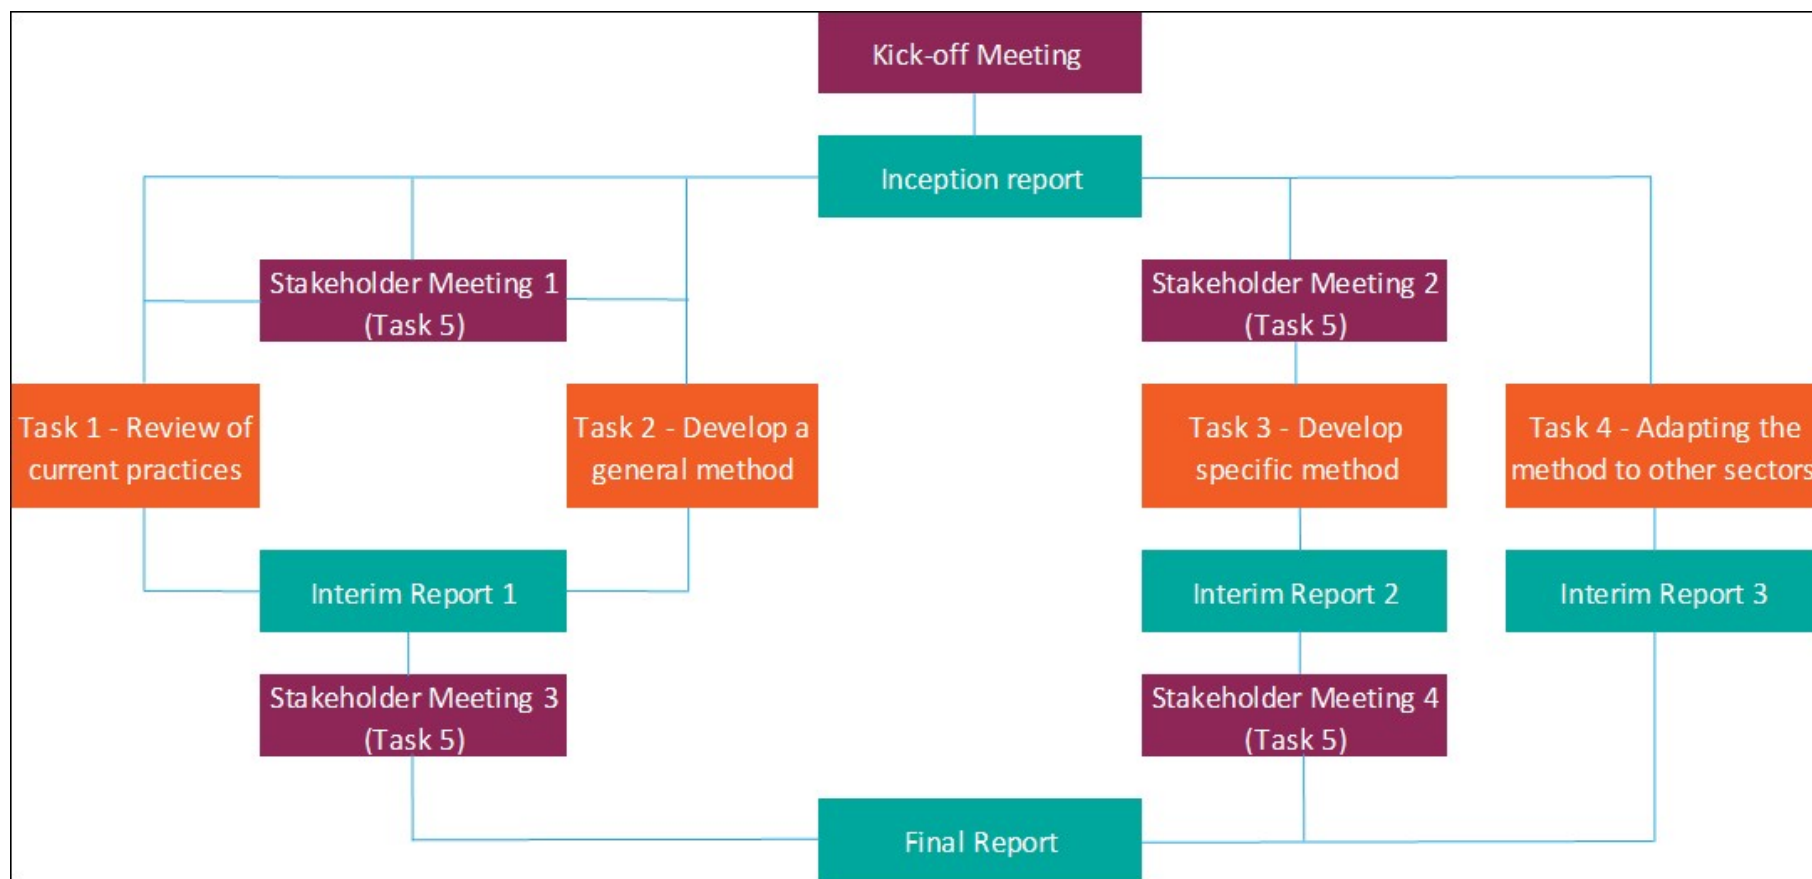 Kick-off Meeting
Inception report
Stakeholder Meeting 1
(Task 5)
Stakeholder Meeting 2
(Task 5)
Task 1 - Review of
current practices
Task 2 - Develop a
general method
Task 3 - Develop
specific method
Task 4 - Adapting the
method to other sectors
Interim Report 1
Interim Report 2
Interim Report 3
Stakeholder Meeting 3
(Task 5)
Stakeholder Meeting 4
(Task 5)
Final Report